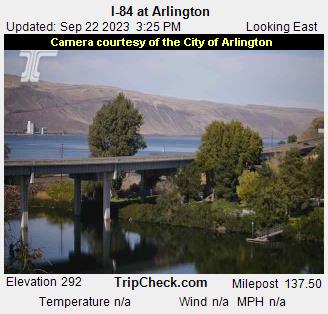 I-84 at Arlington
Updated: Sep 22 2023 3:25 PM Looking East
Camera courtesy of the City of Arlington
Elevation 292 TripCheck.com Milepost 137.50
Temperature n/a Wind n/a MPH n/a